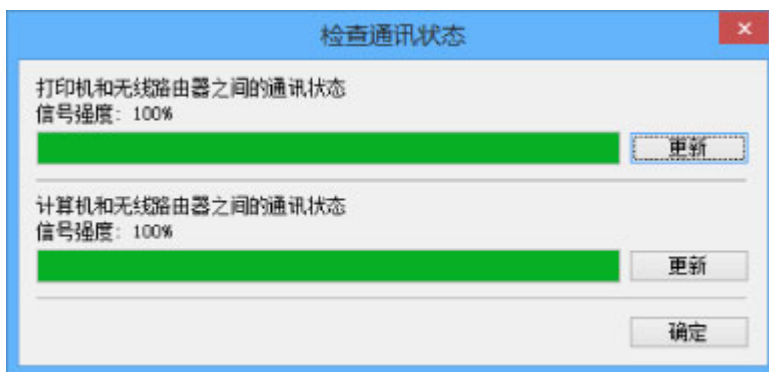 检查通讯状态
打印机和无线路由器之间的通讯状态
信号强度: 100%
更新
计算机和无线路由器之间的通讯状态
信号强度: 100%
更新
确定